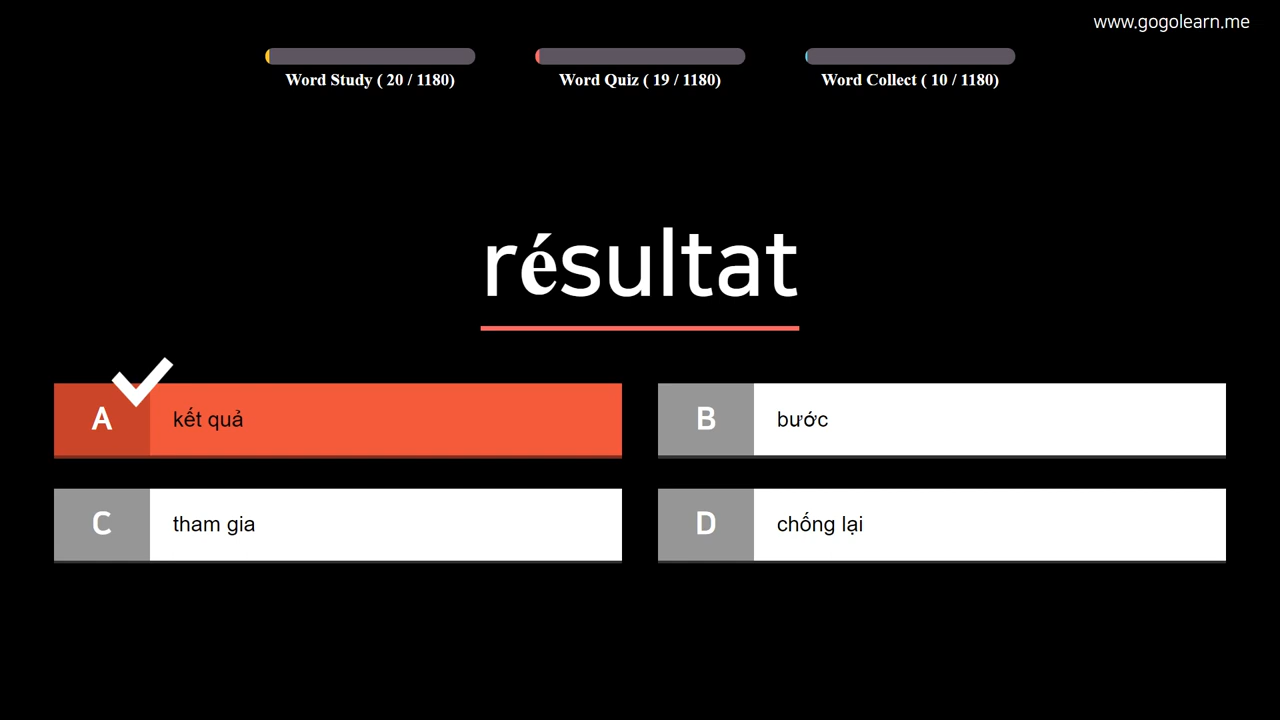 www.gogolearn.me
Word Study ( 20 / 1180)
Word Quiz ( 19 / 1180)
Word Collect ( 10 / 1180)
résultat
A kết quả
B bước
C tham gia
D chống lại